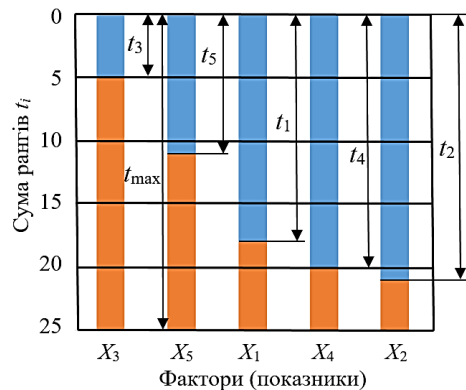 Сума рангів tᵢ
0
5
10
15
20
25
t₃
t₅
t₁
t₂
t₄
tmax
X₃ X₅ X₁ X₄ X₂
Фактори (показники)